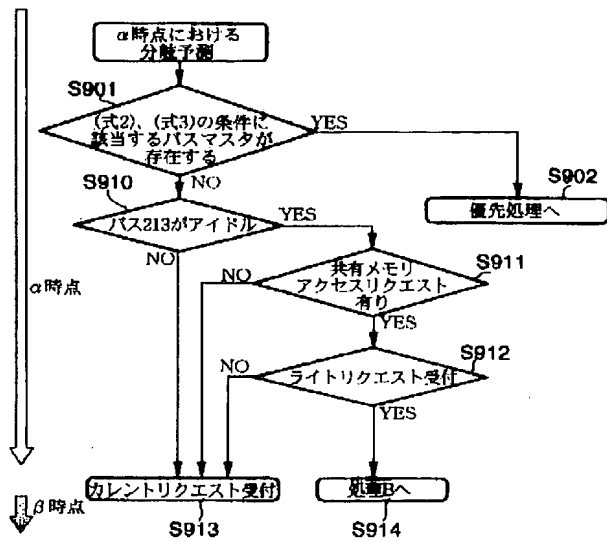 α時点における
分岐予測
S901
(式2)、(式3)の条件に
該当するバスマスタが
存在する
YES
S902
優先処理へ
NO
S910
バス213がアイドル
YES
NO
共有メモリ
アクセスリクエスト
有り
S911
NO
YES
α時点
S912
ライトリクエスト受付
NO
YES
カレントリクエスト受付
処理Bへ
β時点
S913
S914